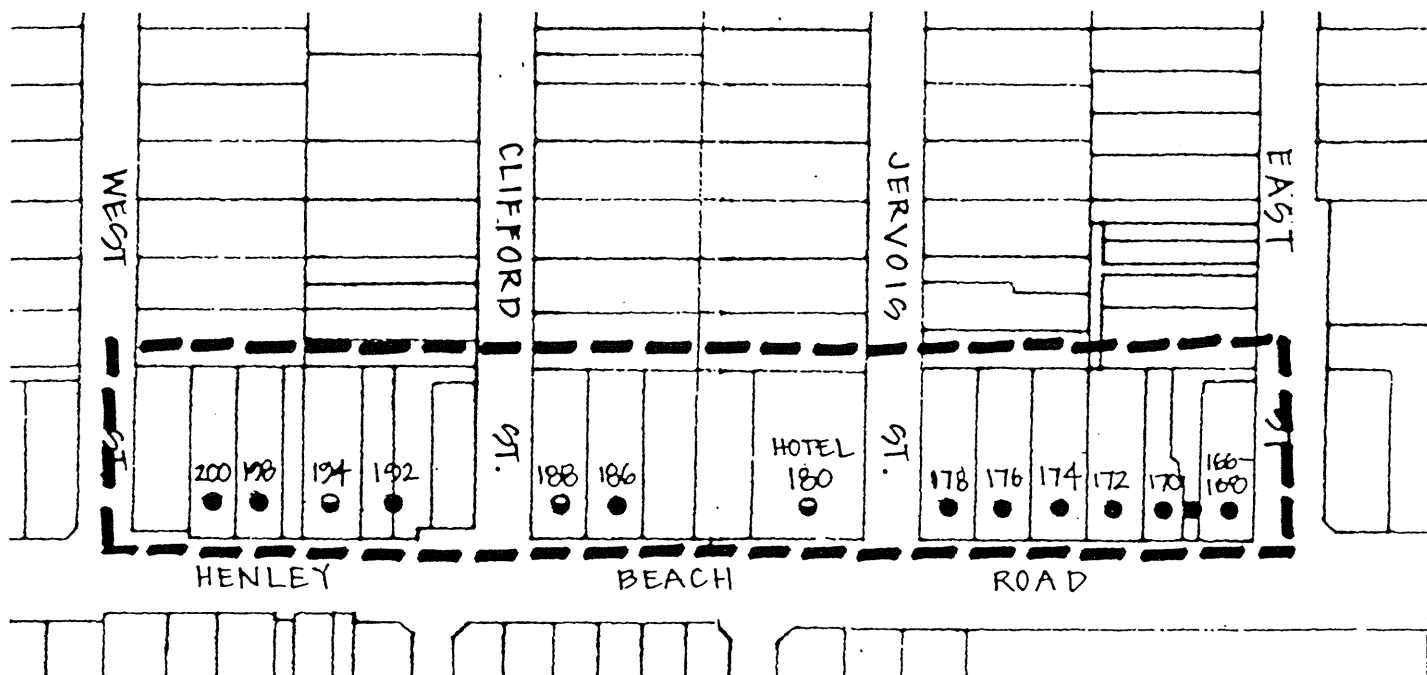 WEST
ST
CLIFFORD
ST.
JERVOIS
ST.
EAST
ST
200
198
194
192
188
186
HOTEL
180
178
176
174
172
170
166-
168
HENLEY BEACH ROAD